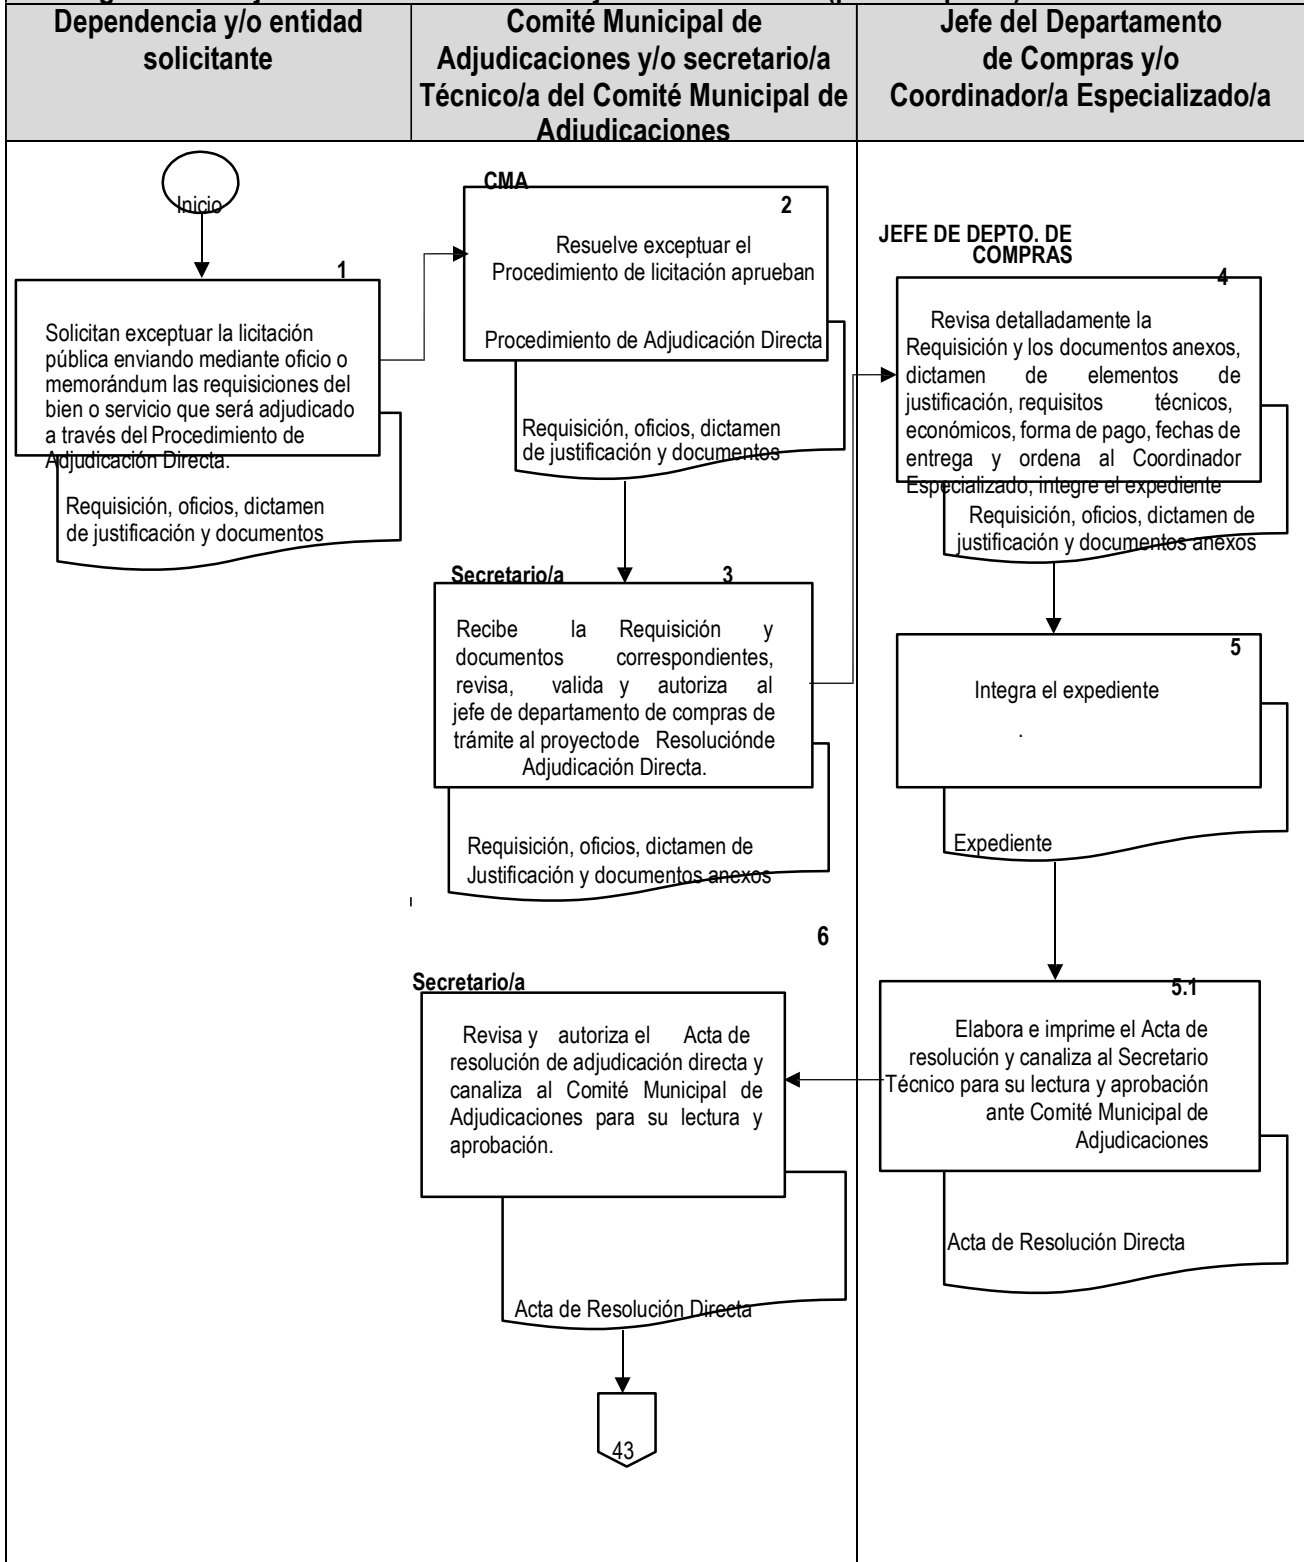 Dependencia y/o entidad
solicitante
Comité Municipal de
Adjudicaciones y/o secretario/a
Técnico/a del Comité Municipal de
Adjudicaciones
Jefe del Departamento
de Compras y/o
Coordinador/a Especializado/a
Inicio
1
Solicitan exceptuar la licitación
pública enviando mediante oficio o
memorándum las requisiciones del
bien o servicio que será adjudicado
a través del Procedimiento de
Adjudicación Directa.
Requisición, oficios, dictamen
de justificación y documentos
CMA
2
Resuelve exceptuar el
Procedimiento de licitación aprueban
Procedimiento de Adjudicación Directa
Requisición, oficios, dictamen
de justificación y documentos
Secretario/a 3
Recibe la Requisición y
documentos correspondientes,
revisa, valida y autoriza al
jefe de departamento de compras de
trámite al proyectode Resoluciónde
Adjudicación Directa.
Requisición, oficios, dictamen de
Justificación y documentos anexos
JEFE DE DEPTO. DE
COMPRAS
4
Revisa detalladamente la
Requisición y los documentos anexos,
dictamen de elementos de
justificación, requisitos técnicos,
económicos, forma de pago, fechas de
entrega y ordena al Coordinador
Especializado, integre el expediente
Requisición, oficios, dictamen de
justificación y documentos anexos
5
Integra el expediente
.
Expediente
5.1
Elabora e imprime el Acta de
resolución y canaliza al Secretario
Técnico para su lectura y aprobación
ante Comité Municipal de
Adjudicaciones
Acta de Resolución Directa
6
Secretario/a
Revisa y autoriza el Acta de
resolución de adjudicación directa y
canaliza al Comité Municipal de
Adjudicaciones para su lectura y
aprobación.
Acta de Resolución Directa
43